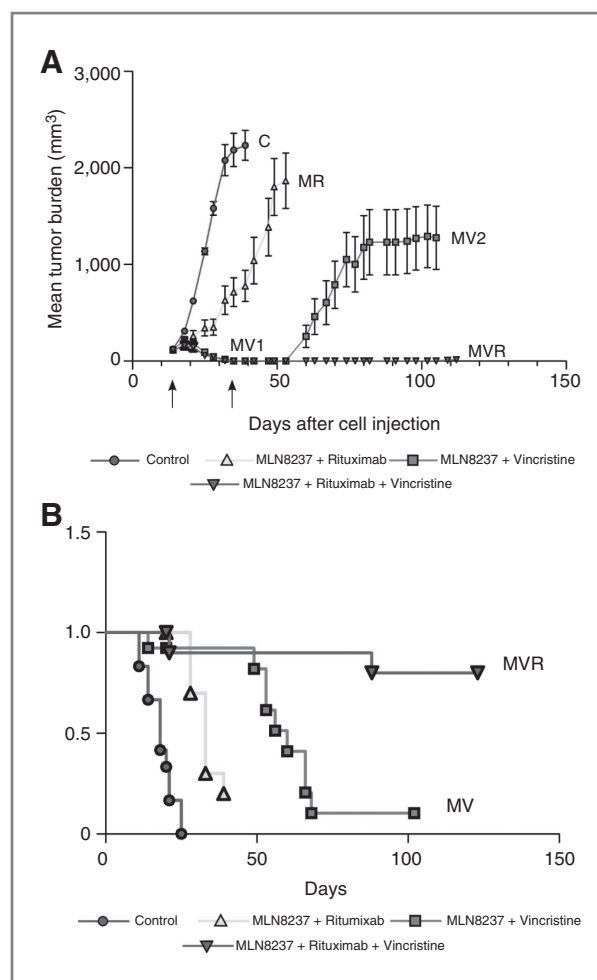 A
3,000
2,000
1,000
0
Mean tumor burden (mm³)
C
MR
MV1
MV2
MVR
0 50 100 150
Days after cell injection
Control MLN8237 + Rituximab MLN8237 + Vincristine
MLN8237 + Rituximab + Vincristine
B
1.5
1.0
0.5
0
MVR
MV
0 50 100 150
Days
Control MLN8237 + Ritumixab MLN8237 + Vincristine
MLN8237 + Rituximab + Vincristine